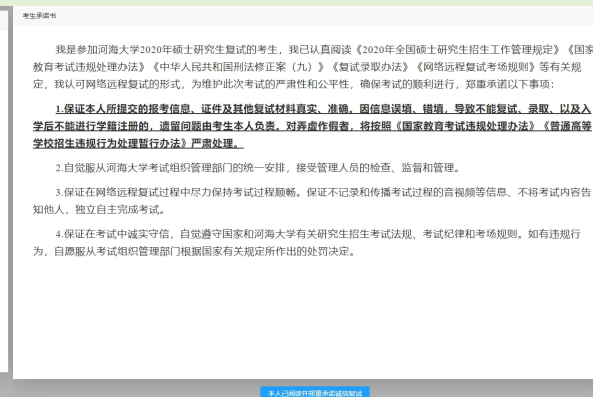 考生承诺书
我是参加河海大学2020年硕士研究生复试的考生，我已认真阅读《2020年全国硕士研究生招生工作管理规定》《国家
教育考试违规处理办法》《中华人民共和国刑法修正案（九）》《复试录取办法》《网络远程复试考场规则》等有关规
定，我认可网络远程复试的形式，为维护此次考试的严肃性和公平性，确保考试的顺利进行，郑重承诺以下事项：
1.保证本人所提交的报考信息、证件及其他复试材料真实、准确。因信息误填、错填，导致不能复试、录取、以及入
学后不能进行学籍注册的，遗留问题由考生本人负责。对弄虚作假者，将按照《国家教育考试违规处理办法》《普通高等
学校招生违规行为处理暂行办法》严肃处理。
2.自觉服从河海大学考试组织管理部门的统一安排，接受管理人员的检查、监督和管理。
3.保证在网络远程复试过程中尽力保持考试过程顺畅。保证不记录和传播考试过程的音视频等信息、不将考试内容告
知他人，独立自主完成考试。
4.保证在考试中诚实守信，自觉遵守国家和河海大学有关研究生招生考试法规、考试纪律和考场规则。如有违规行
为，自愿服从考试组织管理部门根据国家有关规定所作出的处罚决定。
本人已阅读并郑重承诺诚信复试